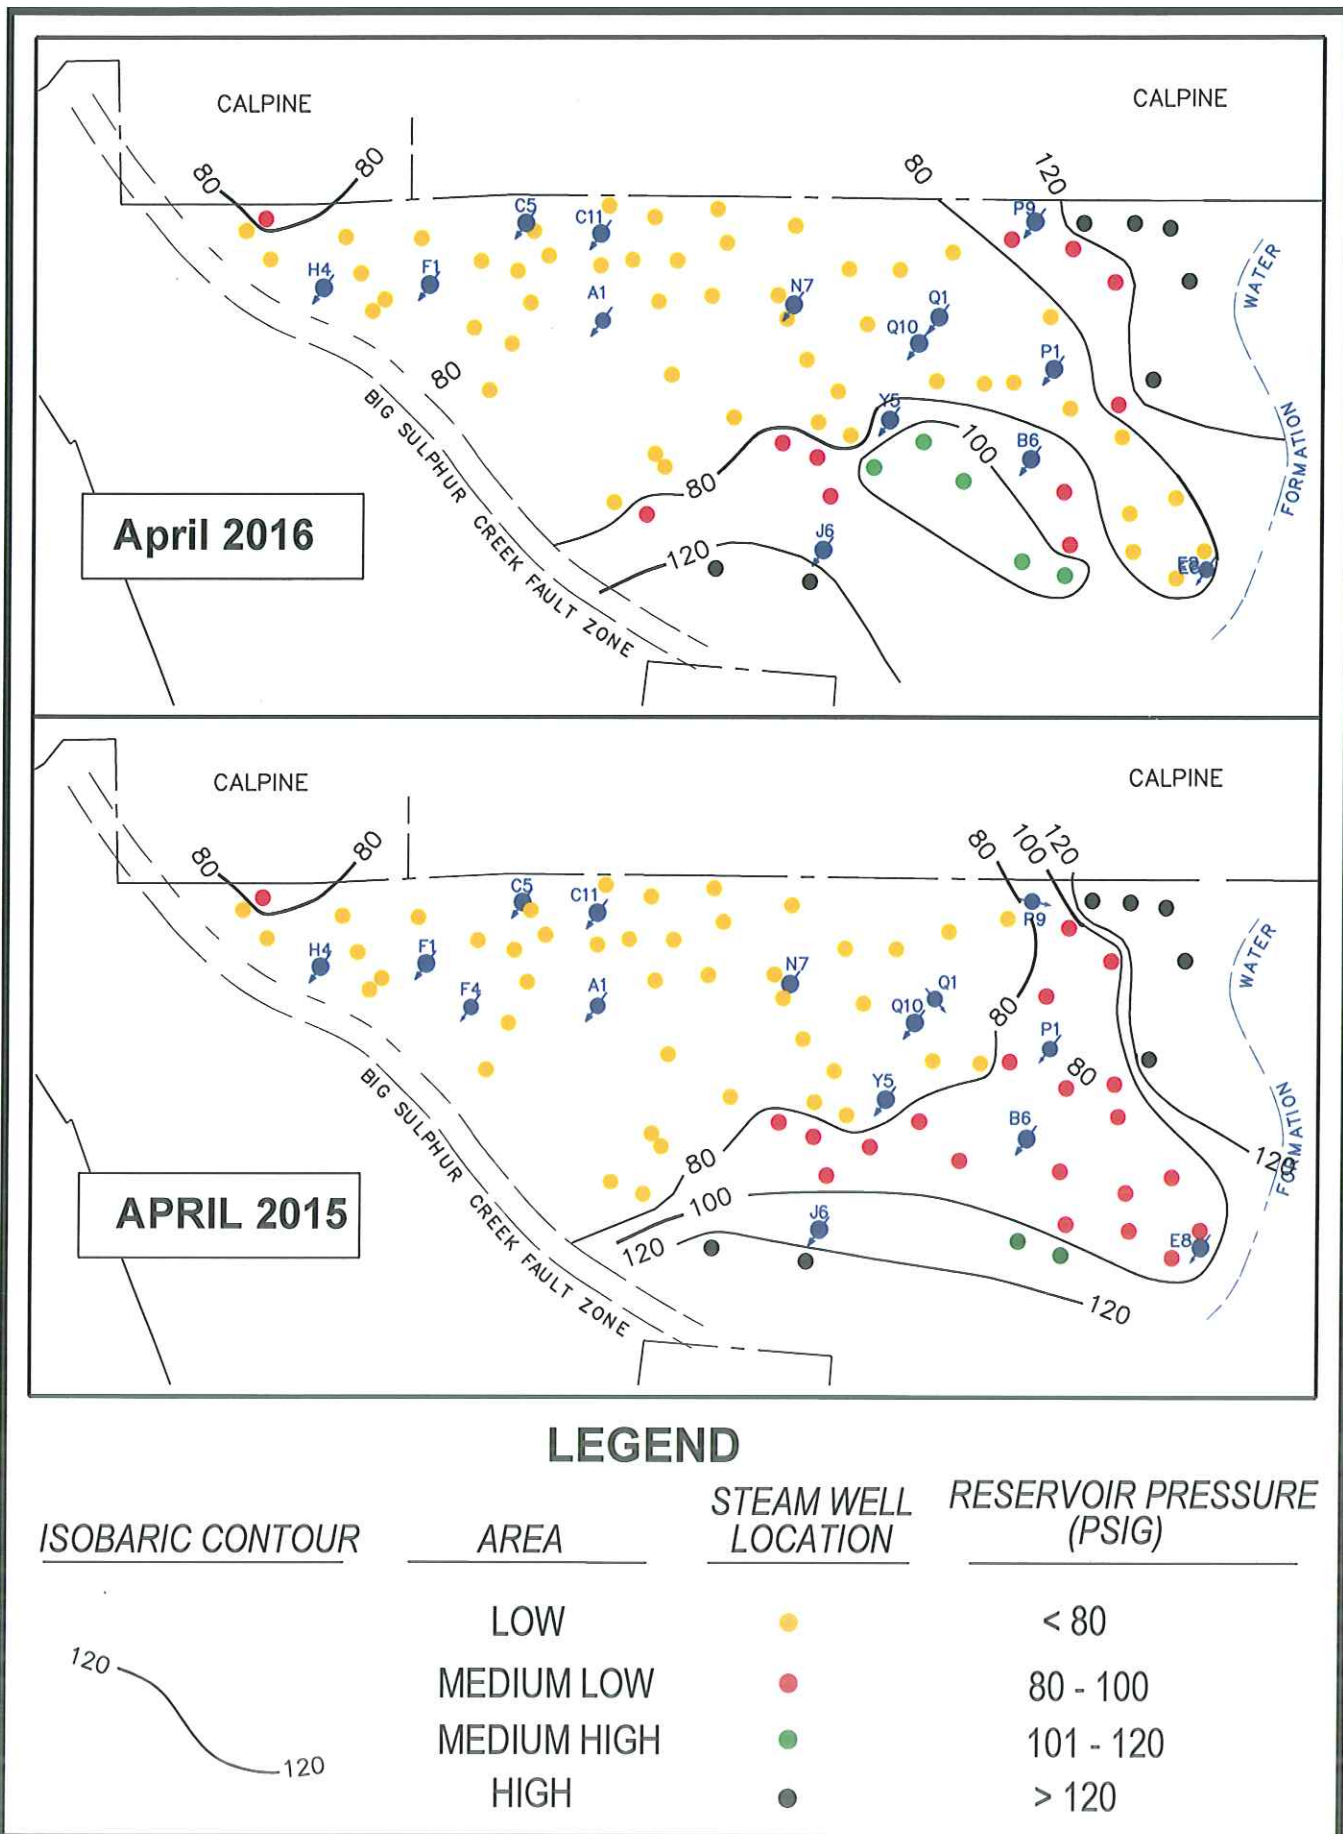 CALPINE
CALPINE
80
80
80
120
C5
C11
P9
H4
F1
A1
N7
Q1
Q10
P1
WATER
80
Y5
B6
100
BIG SULPHUR CREEK FAULT ZONE
FORMATION
80
120
J6
April 2016
CALPINE
CALPINE
80
80
80
100
120
C5
C11
R9
H4
F1
F4
A1
N7
Q1
Q10
80
P1
80
WATER
Y5
B6
BIG SULPHUR CREEK FAULT ZONE
FORMATION
80
100
120
J6
E8
120
120
APRIL 2015
LEGEND
ISOBARIC CONTOUR
AREA
STEAM WELL
LOCATION
RESERVOIR PRESSURE
(PSIG)
LOW
< 80
MEDIUM LOW
80 - 100
MEDIUM HIGH
101 - 120
HIGH
> 120
120
120